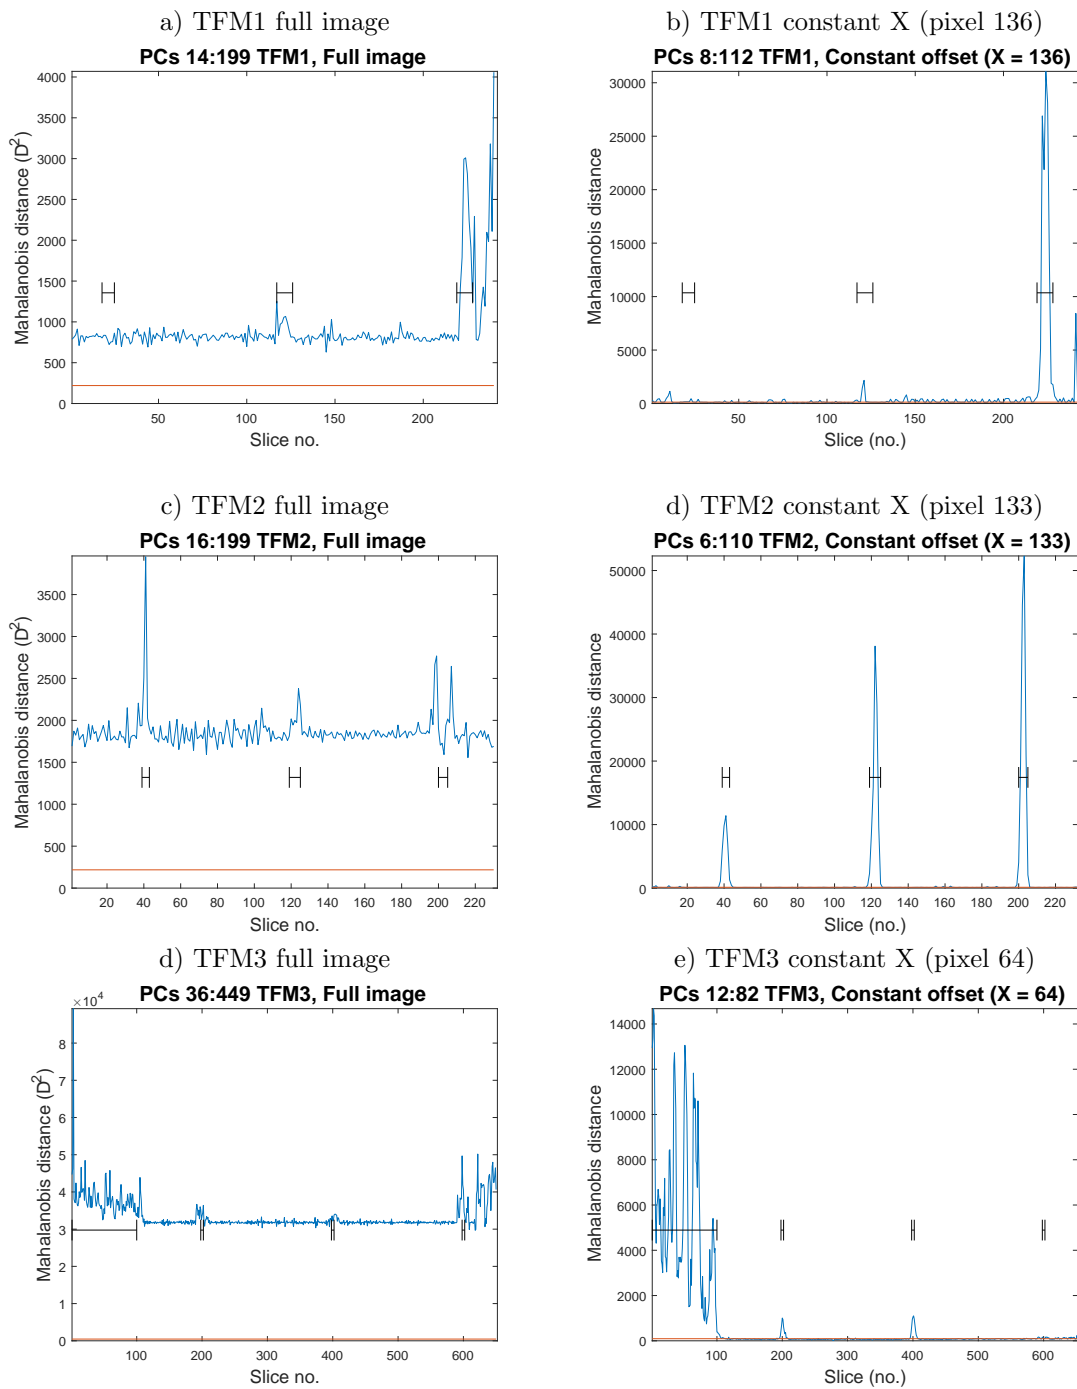 a) TFM1 full image
PCs 14:199 TFM1, Full image
Mahalanobis distance (D²)
4000
3500
3000
2500
2000
1500
1000
500
0
50 100 150 200
Slice no.
b) TFM1 constant X (pixel 136)
PCs 8:112 TFM1, Constant offset (X = 136)
Mahalanobis distance
30000
25000
20000
15000
10000
5000
0
50 100 150 200
Slice (no.)
c) TFM2 full image
PCs 16:199 TFM2, Full image
Mahalanobis distance (D²)
3500
3000
2500
2000
1500
1000
500
0
20 40 60 80 100 120 140 160 180 200 220
Slice no.
d) TFM2 constant X (pixel 133)
PCs 6:110 TFM2, Constant offset (X = 133)
Mahalanobis distance
50000
40000
30000
20000
10000
0
20 40 60 80 100 120 140 160 180 200 220
Slice (no.)
d) TFM3 full image
PCs 36:449 TFM3, Full image
×10⁴
Mahalanobis distance (D²)
8
7
6
5
4
3
2
1
0
100 200 300 400 500 600
Slice no.
e) TFM3 constant X (pixel 64)
PCs 12:82 TFM3, Constant offset (X = 64)
Mahalanobis distance
14000
12000
10000
8000
6000
4000
2000
0
100 200 300 400 500 600
Slice (no.)